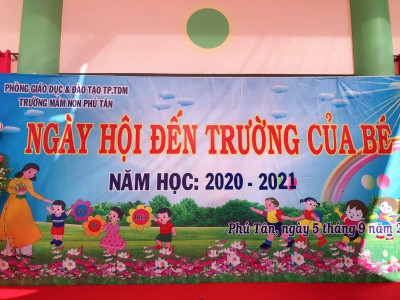 PHÒNG GIÁO DỤC & ĐÀO TẠO TP.TDM
TRƯỜNG MẦM NON PHÚ TÂN
NGÀY HỘI ĐẾN TRƯỜNG CỦA BÉ
NĂM HỌC: 2020 - 2021
Phú Tân, ngày 5 tháng 9 năm 2